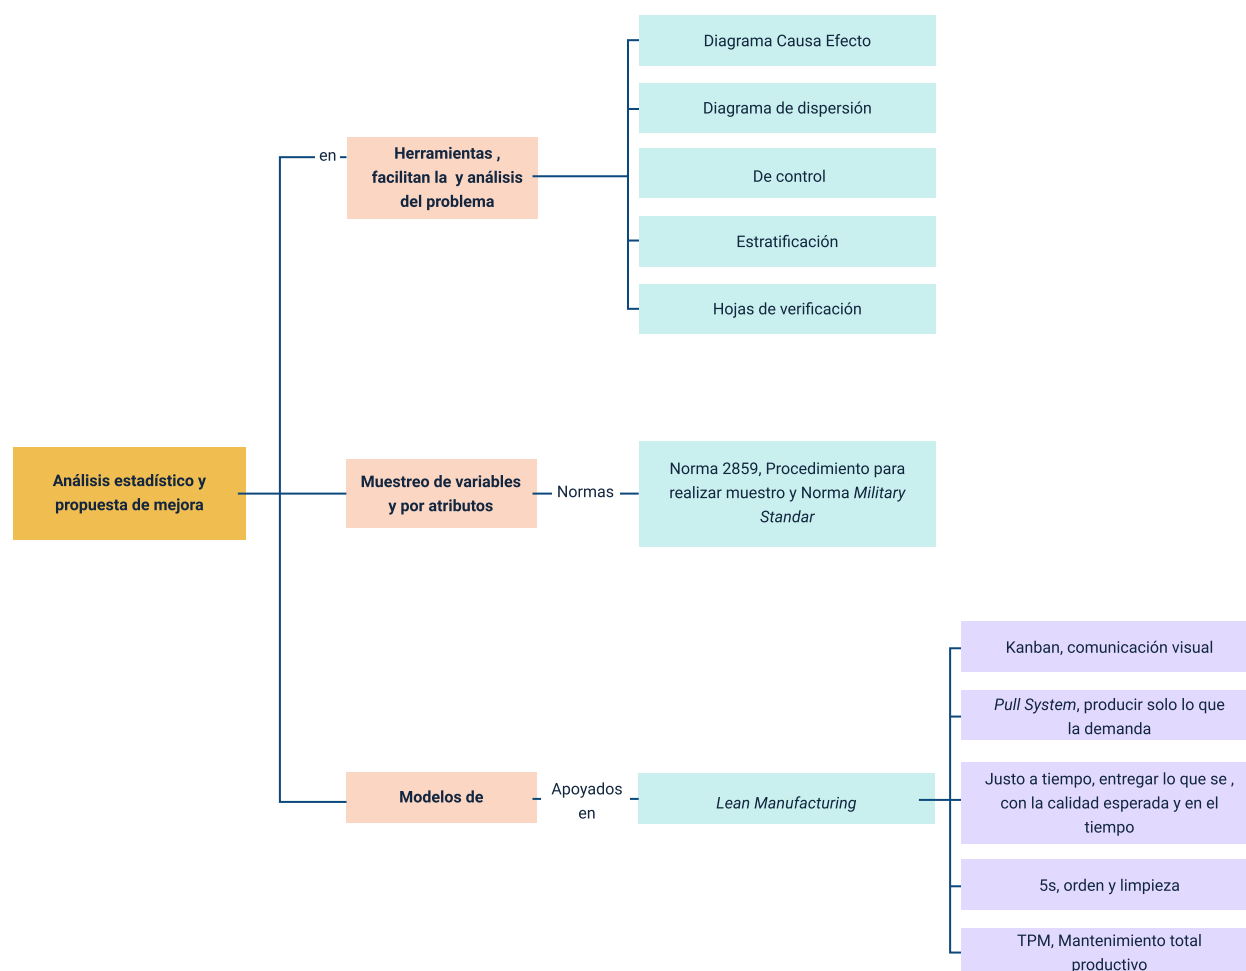 Diagrama Causa Efecto
Diagrama de dispersión
en
Herramientas ,
facilitan la  y análisis
del problema
De control
Estratificación
Hojas de verificación
Análisis estadístico y
propuesta de mejora
Muestreo de variables
y por atributos
Normas
Norma 2859, Procedimiento para
realizar muestro y Norma Military
Standar
Kanban, comunicación visual
Pull System, producir solo lo que
la demanda
Modelos de
Apoyados
en
Lean Manufacturing
Justo a tiempo, entregar lo que se ,
con la calidad esperada y en el
tiempo
5s, orden y limpieza
TPM, Mantenimiento total
productivo